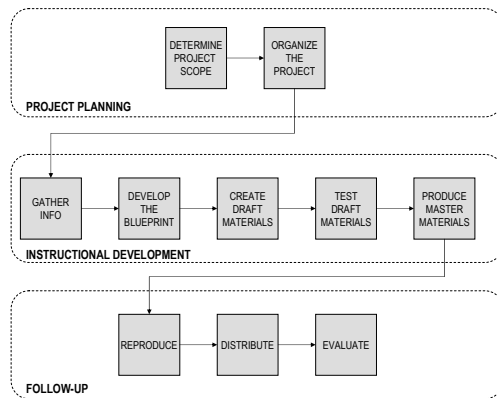 DETERMINE
PROJECT
SCOPE
ORGANIZE
THE
PROJECT
PROJECT PLANNING
GATHER
INFO
DEVELOP
THE
BLUEPRINT
CREATE
DRAFT
MATERIALS
TEST
DRAFT
MATERIALS
PRODUCE
MASTER
MATERIALS
INSTRUCTIONAL DEVELOPMENT
REPRODUCE
DISTRIBUTE
EVALUATE
FOLLOW-UP